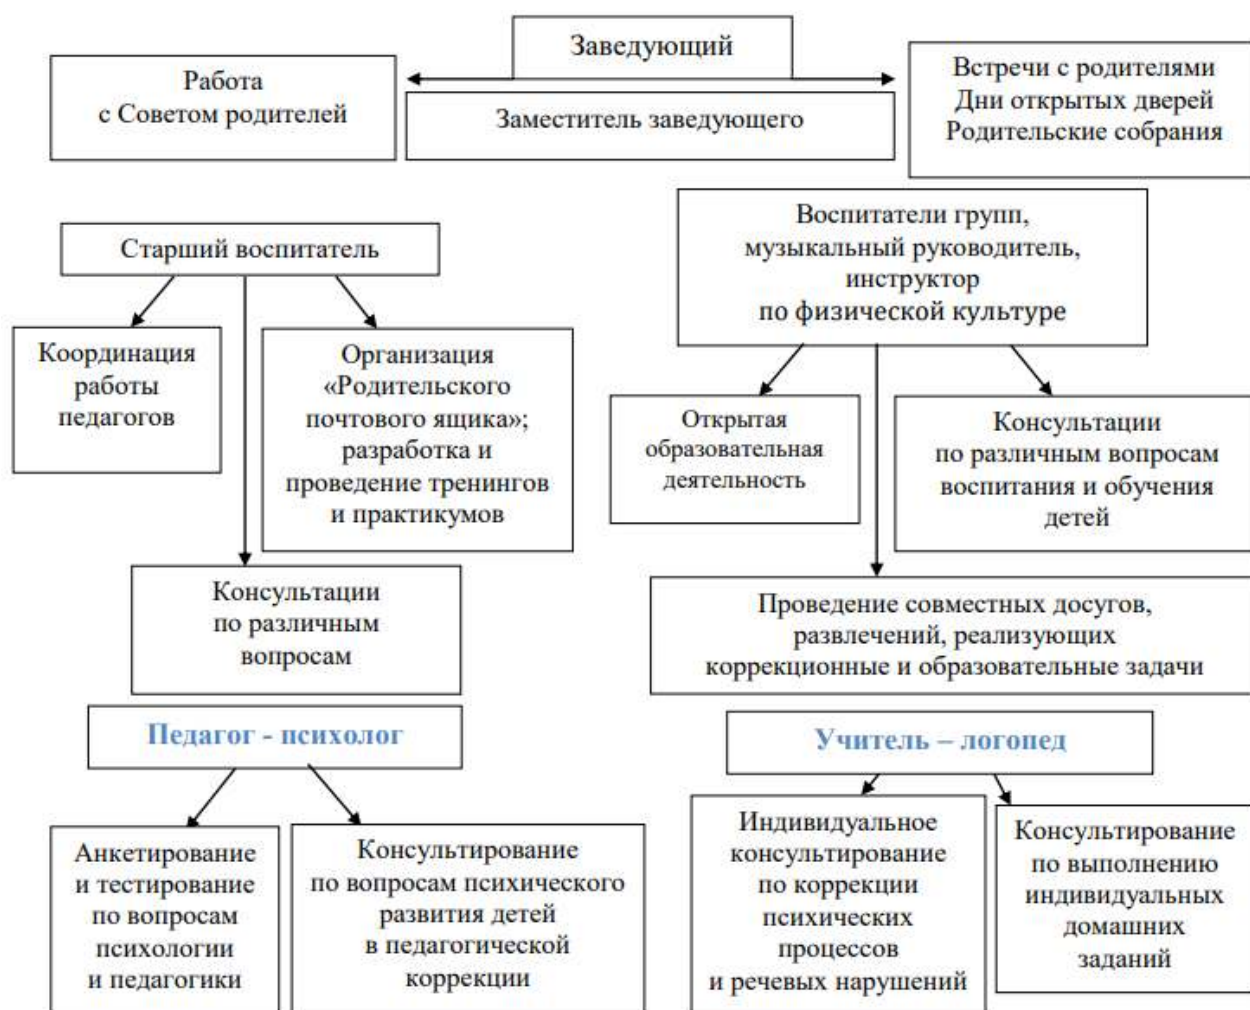 Заведующий
Работа
с Советом родителей
Заместитель заведующего
Встречи с родителями
Дни открытых дверей
Родительские собрания
Старший воспитатель
Координация
работы
педагогов
Организация
«Родительского
почтового ящика»;
разработка и
проведение тренингов
и практикумов
Консультации
по различным
вопросам
Воспитатели групп,
музыкальный руководитель,
инструктор
по физической культуре
Открытая
образовательная
деятельность
Консультации
по различным вопросам
воспитания и обучения
детей
Проведение совместных досугов,
развлечений, реализующих
коррекционные и образовательные задачи
Педагог - психолог
Анкетирование
и тестирование
по вопросам
психологии
и педагогики
Консультирование
по вопросам психического
развития детей
в педагогической
коррекции
Учитель – логопед
Индивидуальное
консультирование
по коррекции
психических
процессов
и речевых нарушений
Консультирование
по выполнению
индивидуальных
домашних
заданий